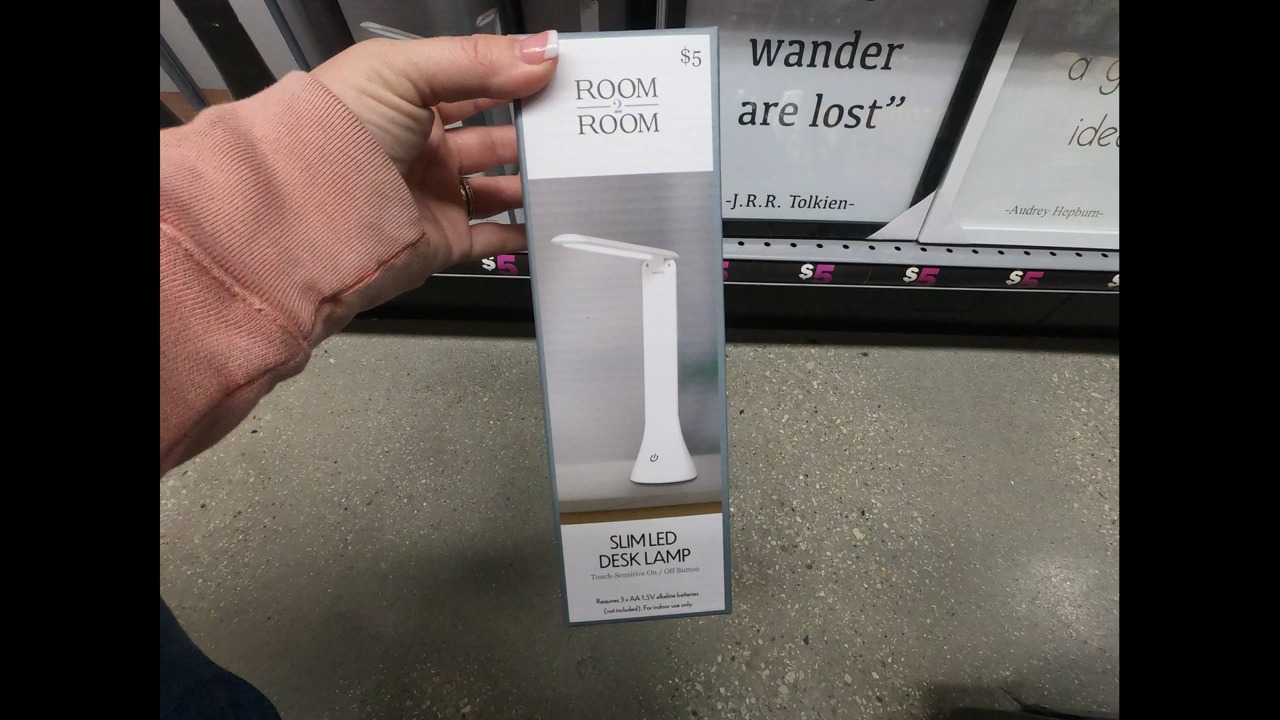 $5
ROOM
2
ROOM
SLIM LED
DESK LAMP
Touch-Sensitive On / Off Button
Requires 3 x AA 1.5V alkaline batteries
(not included). For indoor use only.
wander
are lost”
-J.R.R. Tolkien-
a
-Audrey Hepburn-
$5
$5
$5
$5